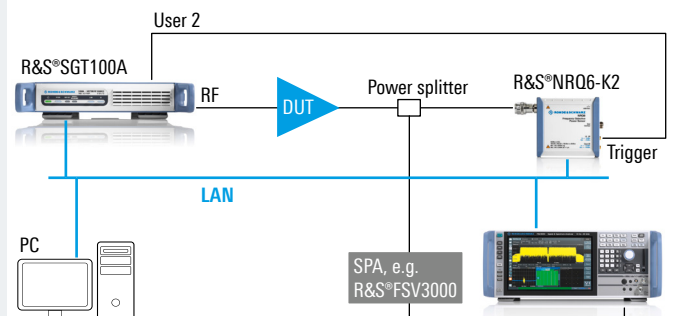 User 2
R&S®SGT100A
RF
DUT
Power splitter
R&S®NRQ6-K2
Trigger
LAN
PC
SPA, e.g.
R&S®FSV3000